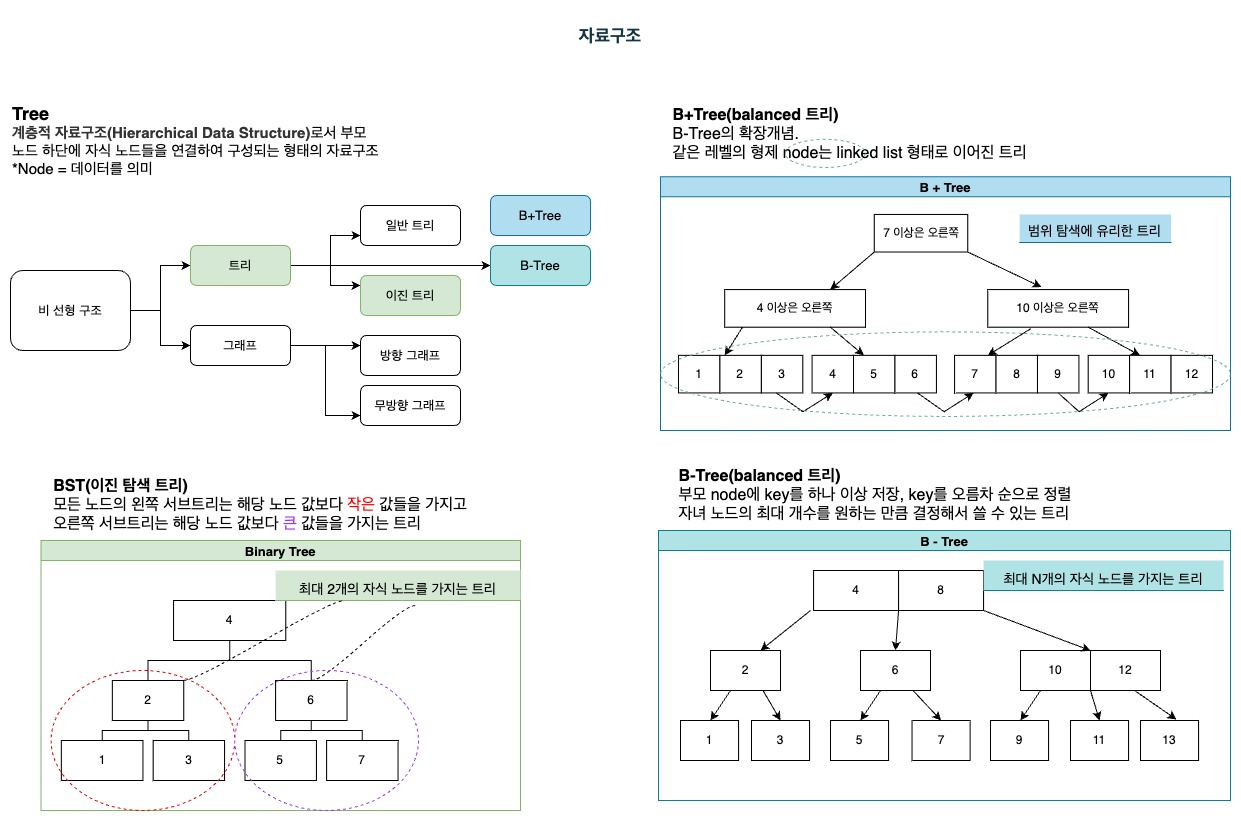 자료구조
Tree
계층적 자료구조(Hierarchical Data Structure)로서 부모
노드 하단에 자식 노드들을 연결하여 구성되는 형태의 자료구조
*Node = 데이터를 의미
비 선형 구조
트리
그래프
일반 트리
이진 트리
방향 그래프
무방향 그래프
B+Tree
B-Tree
B+Tree(balanced 트리)
B-Tree의 확장개념.
같은 레벨의 형제 node는 linked list 형태로 이어진 트리
B + Tree
7 이상은 오른쪽
범위 탐색에 유리한 트리
4 이상은 오른쪽
10 이상은 오른쪽
1 2 3 4 5 6 7 8 9 10 11 12
BST(이진 탐색 트리)
모든 노드의 왼쪽 서브트리는 해당 노드 값보다 작은 값들을 가지고
오른쪽 서브트리는 해당 노드 값보다 큰 값들을 가지는 트리
Binary Tree
최대 2개의 자식 노드를 가지는 트리
4
2 6
1 3 5 7
B-Tree(balanced 트리)
부모 node에 key를 하나 이상 저장, key를 오름차 순으로 정렬
자녀 노드의 최대 개수를 원하는 만큼 결정해서 쓸 수 있는 트리
B - Tree
최대 N개의 자식 노드를 가지는 트리
4 8
2 6 10 12
1 3 5 7 9 11 13